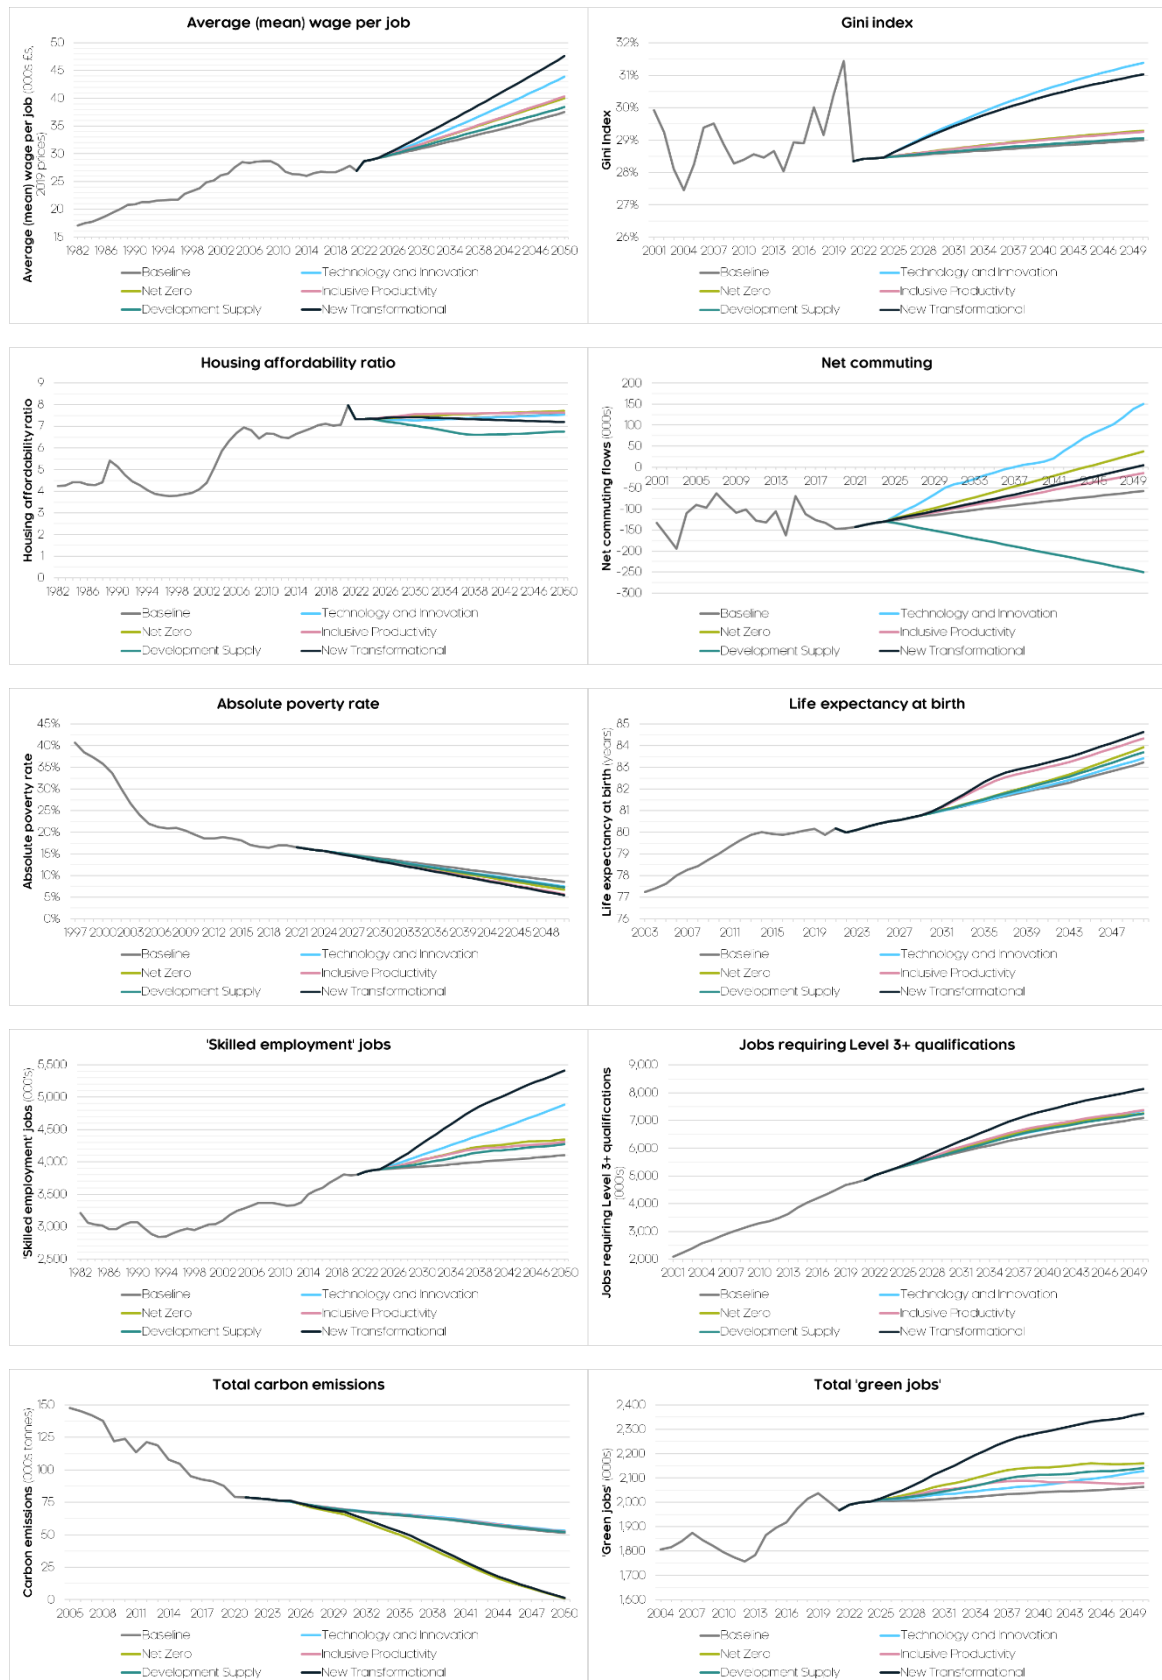 Average (mean) wage per job
Average (mean) wage per job (000s £s,
2019 prices)
50
45
40
35
30
25
20
15
1982 1986 1990 1994 1998 2002 2006 2010 2014 2018 2022 2026 2030 2034 2038 2042 2046 2050
Baseline Technology and Innovation
Net Zero Inclusive Productivity
Development Supply New Transformational
Gini index
Gini Index
32%
31%
30%
29%
28%
27%
26%
2001 2004 2007 2010 2013 2016 2019 2022 2025 2028 2031 2034 2037 2040 2043 2046 2049
Baseline Technology and Innovation
Net Zero Inclusive Productivity
Development Supply New Transformational
Housing affordability ratio
Housing affordability ratio
9
8
7
6
5
4
3
2
1
0
1982 1986 1990 1994 1998 2002 2006 2010 2014 2018 2022 2026 2030 2034 2038 2042 2046 2050
Baseline Technology and Innovation
Net Zero Inclusive Productivity
Development Supply New Transformational
Net commuting
Net commuting flows (000s)
200
150
100
50
0
-50
-100
-150
-200
-250
-300
2001 2005 2009 2013 2017 2021 2025 2029 2033 2037 2041 2045 2049
Baseline Technology and Innovation
Net Zero Inclusive Productivity
Development Supply New Transformational
Absolute poverty rate
Absolute poverty rate
45%
40%
35%
30%
25%
20%
15%
10%
5%
0%
1997 2000 2003 2006 2009 2012 2015 2018 2021 2024 2027 2030 2033 2036 2039 2042 2045 2048
Baseline Technology and Innovation
Net Zero Inclusive Productivity
Development Supply New Transformational
Life expectancy at birth
Life expectancy at birth (years)
85
84
83
82
81
80
79
78
77
76
2003 2007 2011 2015 2019 2023 2027 2031 2035 2039 2043 2047
Baseline Technology and Innovation
Net Zero Inclusive Productivity
Development Supply New Transformational
'Skilled employment' jobs
'Skilled employment' jobs (000's)
5,500
5,000
4,500
4,000
3,500
3,000
2,500
1982 1986 1990 1994 1998 2002 2006 2010 2014 2018 2022 2026 2030 2034 2038 2042 2046 2050
Baseline Technology and Innovation
Net Zero Inclusive Productivity
Development Supply New Transformational
Jobs requiring Level 3+ qualifications
Jobs requiring Level 3+ qualifications
(000s)
9,000
8,000
7,000
6,000
5,000
4,000
3,000
2,000
2001 2004 2007 2010 2013 2016 2019 2022 2025 2028 2031 2034 2037 2040 2043 2046 2049
Baseline Technology and Innovation
Net Zero Inclusive Productivity
Development Supply New Transformational
Total carbon emissions
Carbon emissions (000s tonnes)
150
125
100
75
50
25
0
2005 2008 2011 2014 2017 2020 2023 2026 2029 2032 2035 2038 2041 2044 2047 2050
Baseline Technology and Innovation
Net Zero Inclusive Productivity
Development Supply New Transformational
Total 'green jobs'
'Green jobs' (000s)
2,400
2,300
2,200
2,100
2,000
1,900
1,800
1,700
1,600
2004 2007 2010 2013 2016 2019 2022 2025 2028 2031 2034 2037 2040 2043 2046 2049
Baseline Technology and Innovation
Net Zero Inclusive Productivity
Development Supply New Transformational